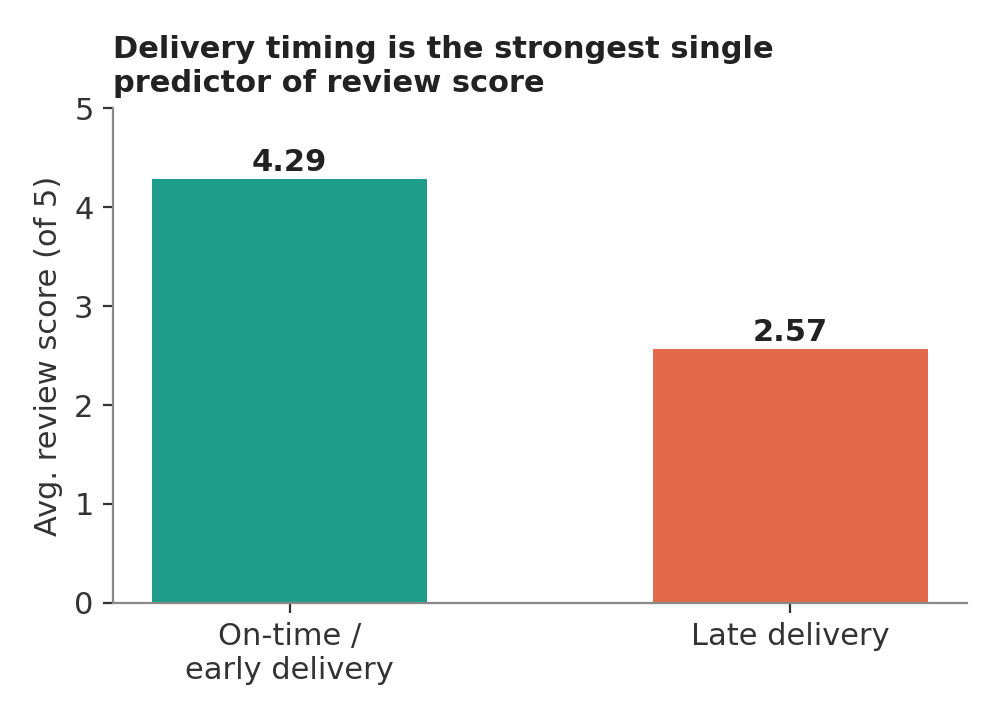 Delivery timing is the strongest single
predictor of review score
5
4.29
4
3
2.57
2
1
0
Avg. review score (of 5)
On-time /
early delivery
Late delivery